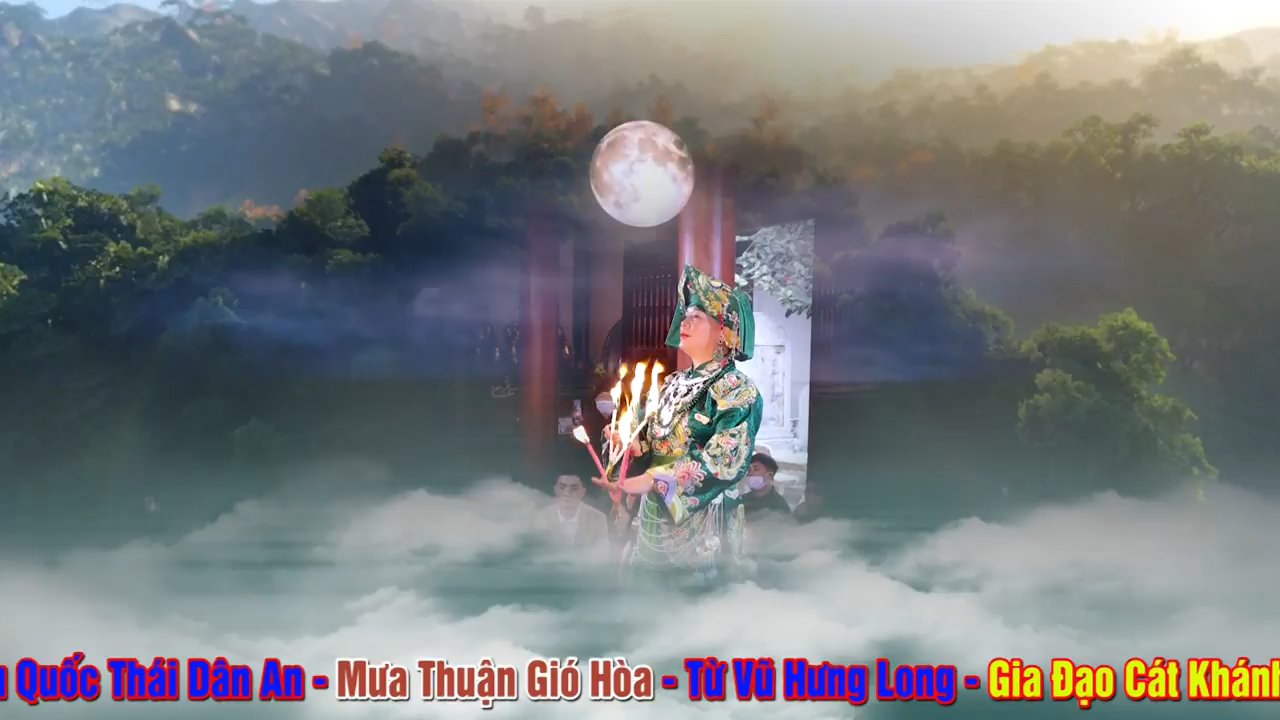 Quốc Thái Dân An - Mưa Thuận Gió Hòa - Từ Vũ Hưng Long - Gia Đạo Cát Khánh